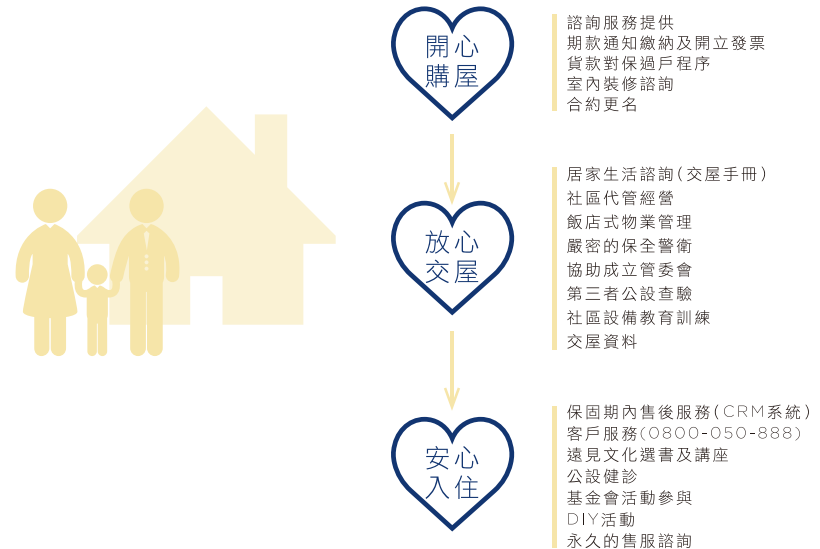 開心
購屋
諮詢服務提供
期款通知繳納及開立發票
貨款對保過戶程序
室內裝修諮詢
合約更名
放心
交屋
居家生活諮詢(交屋手冊)
社區代管經營
飯店式物業管理
嚴密的保全警衛
協助成立管委會
第三者公設查驗
社區設備教育訓練
交屋資料
安心
入住
保固期內售後服務(CRM系統)
客戶服務(0800-050-888)
遠見文化選書及講座
公設健診
基金會活動參與
DIY活動
永久的售服諮詢